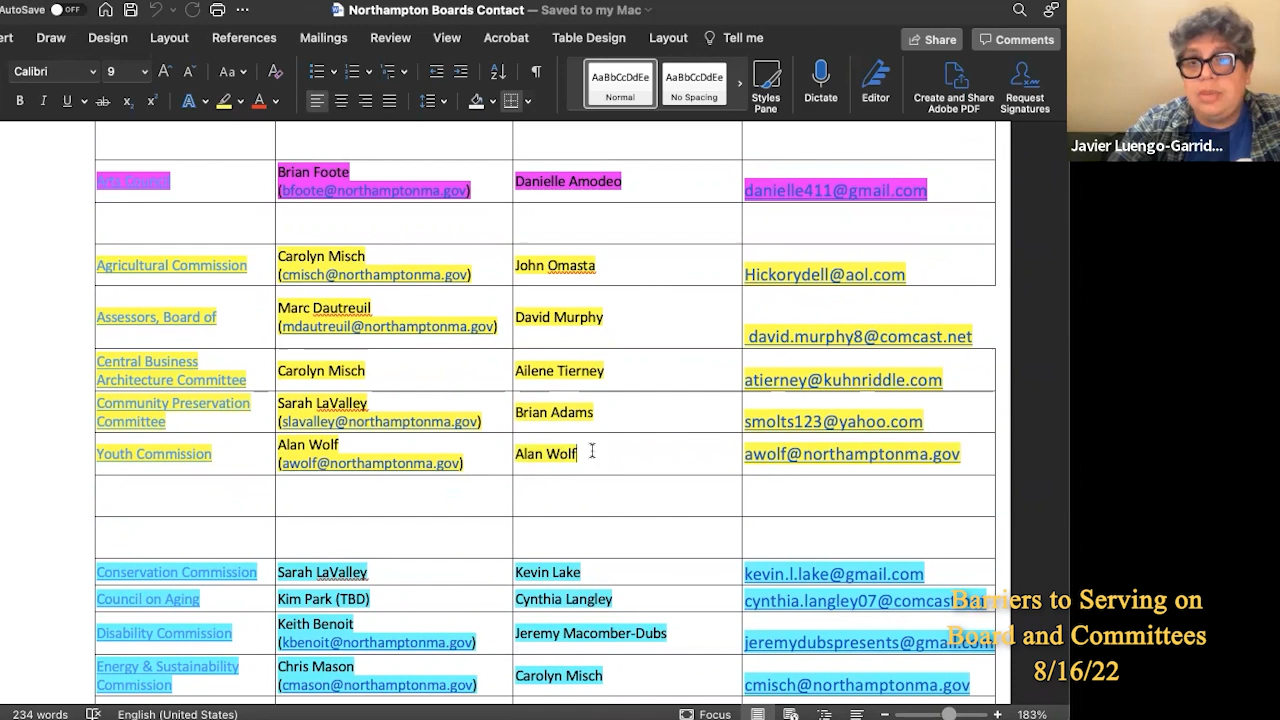 AutoSave OFF Northampton Boards Contact — Saved to my Mac
Draw Design Layout References Mailings Review View Acrobat Table Design Layout Tell me Share Comments
Calibri 9 Aa AaBbCcDdEe AaBbCcDdEe
Normal No Spacing Styles Pane Dictate Editor Create and Share Adobe PDF Request Signatures
Javier Luengo-Garrid...
Brian Foote
(bfoote@northamptonma.gov) Danielle Amodeo danielle411@gmail.com
Agricultural Commission Carolyn Misch
(cmisch@northamptonma.gov) John Omasta Hickorydell@aol.com
Assessors, Board of Marc Dautreuil
(mdautreuil@northamptonma.gov) David Murphy david.murphy8@comcast.net
Central Business
Architecture Committee Carolyn Misch Ailene Tierney atierney@kuhnriddle.com
Community Preservation
Committee Sarah LaValley
(slavalley@northamptonma.gov) Brian Adams smolts123@yahoo.com
Youth Commission Alan Wolf
(awolf@northamptonma.gov) Alan Wolf awolf@northamptonma.gov
Conservation Commission Sarah LaValley Kevin Lake kevin.l.lake@gmail.com
Council on Aging Kim Park (TBD) Cynthia Langley
Disability Commission Keith Benoit
(kbenoit@northamptonma.gov) Jeremy Macomber-Dubs
Energy & Sustainability
Commission Chris Mason
(cmason@northamptonma.gov) Carolyn Misch cmisch@northamptonma.gov
Barriers to Serving on
Board and Committees
8/16/22
234 words English (United States) Focus 183%